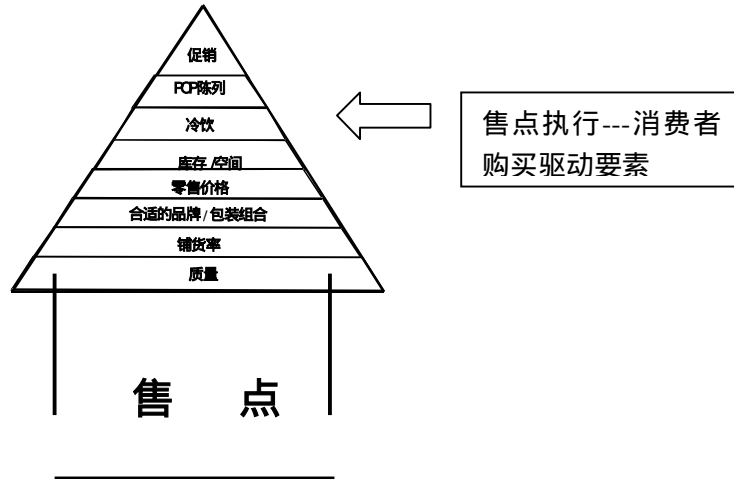 促销
POP陈列
冷饮
库存/空间
零售价格
合适的品牌/包装组合
铺货率
质量
售点执行---消费者
购买驱动要素
售 点